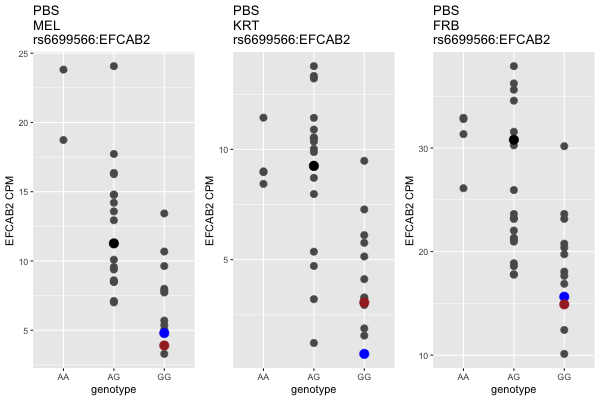 PBS
MEL
rs6699566:EFCAB2
EFCAB2 CPM
25
20
15
10
5
AA AG GG
genotype
PBS
KRT
rs6699566:EFCAB2
EFCAB2 CPM
10
5
AA AG GG
genotype
PBS
FRB
rs6699566:EFCAB2
EFCAB2 CPM
30
20
10
AA AG GG
genotype